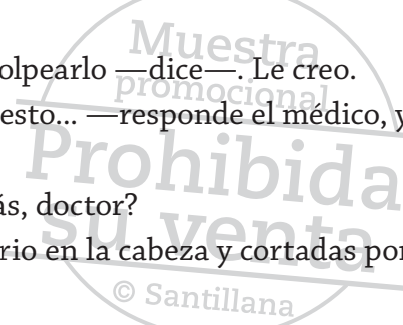 Muestra
olpearlo —dice—. Le creo.
promocional
esto... —responde el médico, y
Prohibida
ás, doctor?
su venta
rio en la cabeza y cortadas por
© Santillana